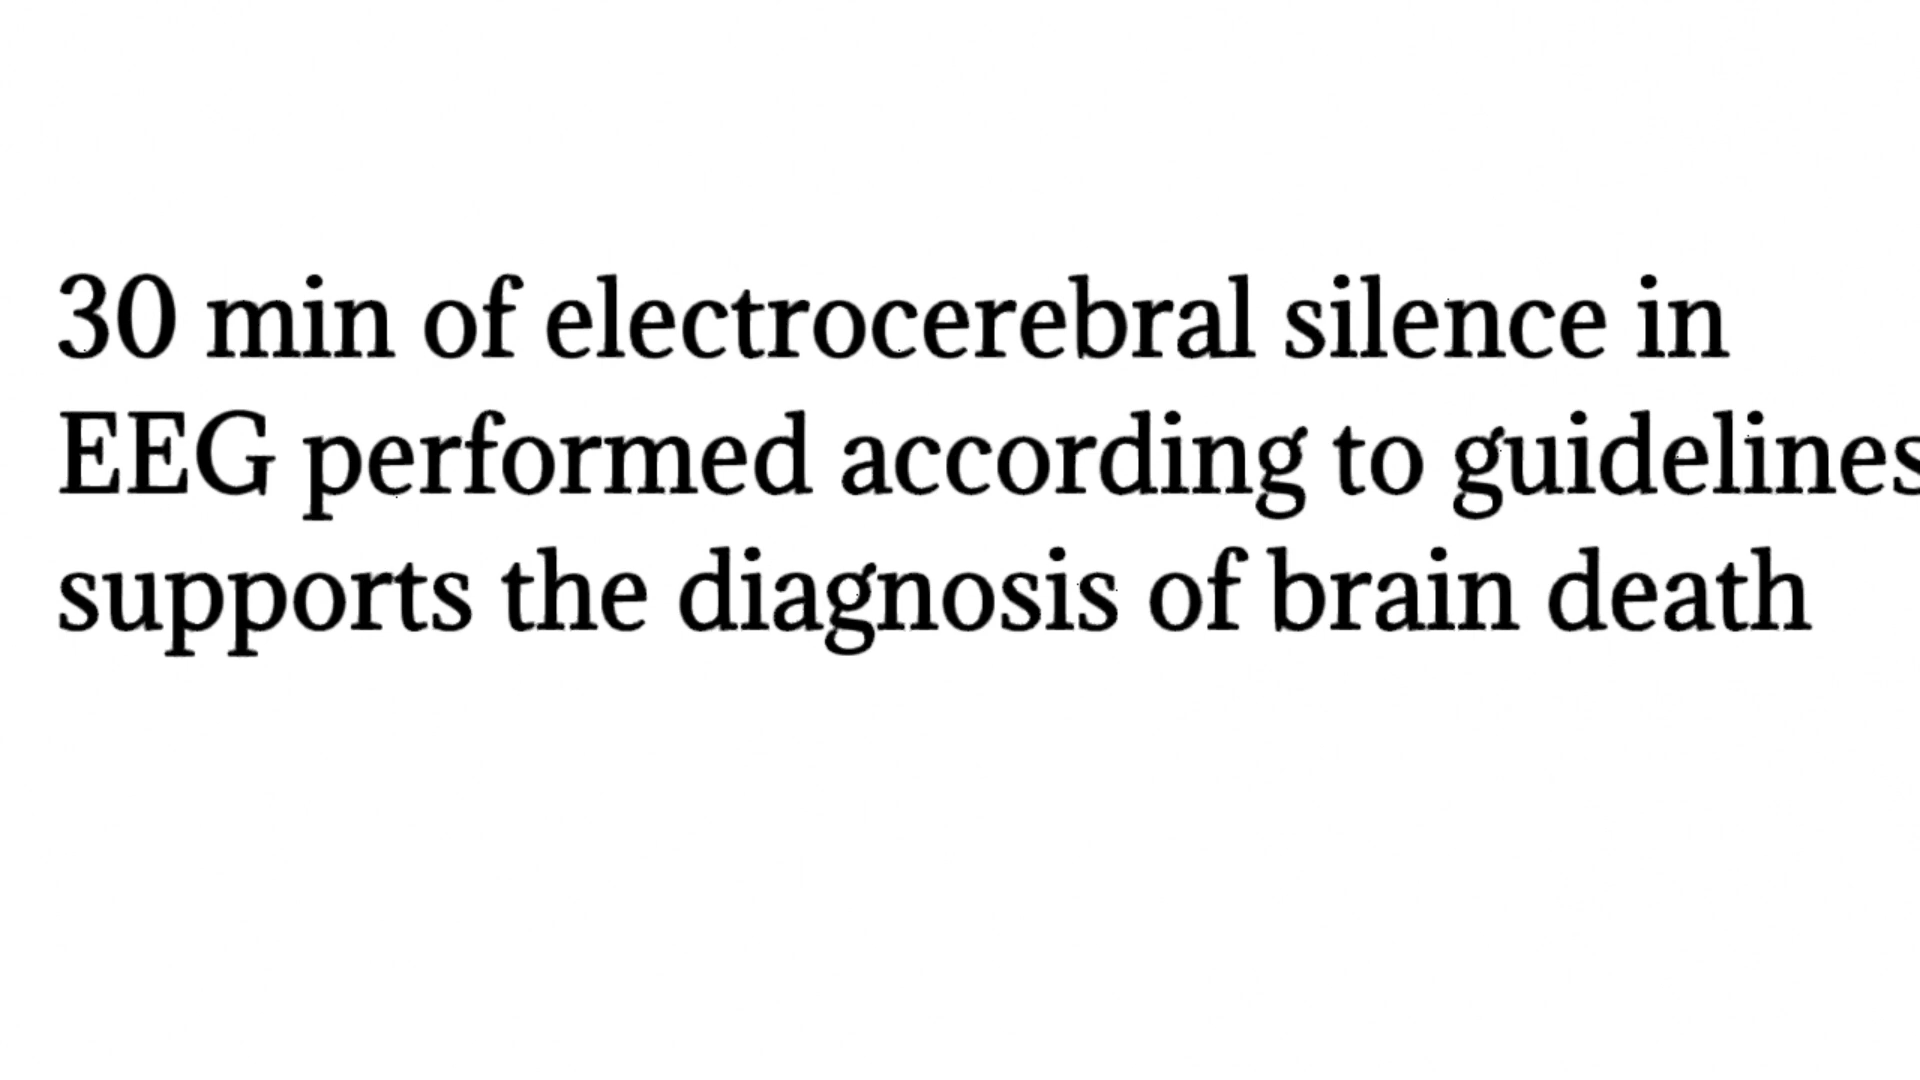 30 min of electrocerebral silence in
EEG performed according to guidelines
supports the diagnosis of brain death